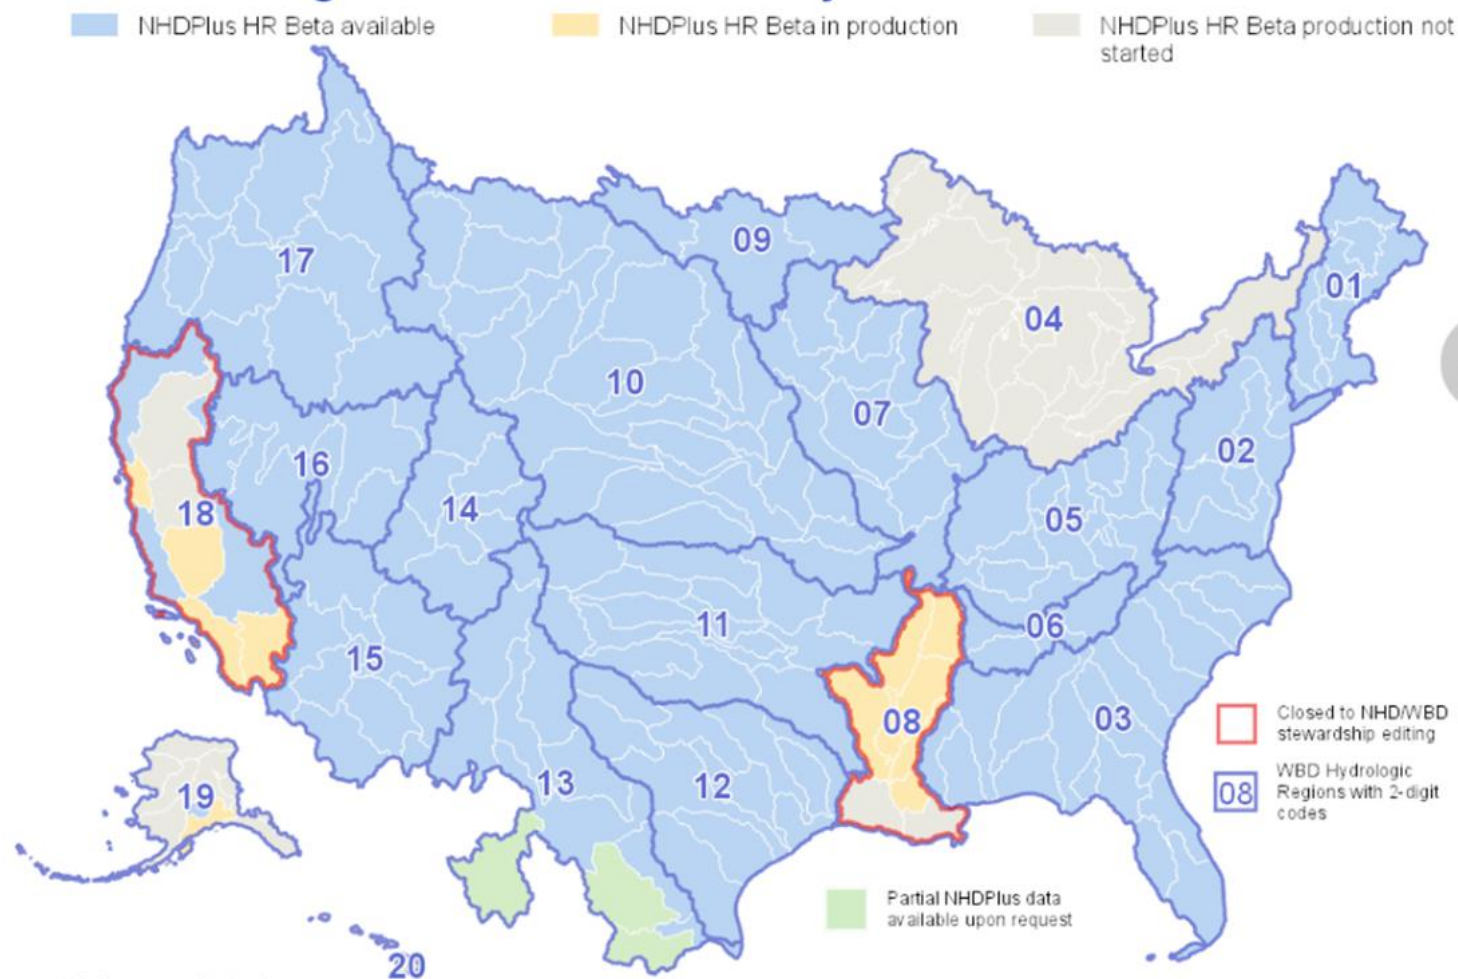 NHDPlus HR Beta available
NHDPlus HR Beta in production
NHDPlus HR Beta production not
started
09
17
01
04
10
07
02
16
18
14
05
11
06
15
03
08
Closed to NHD/WBD
stewardship editing
WBD Hydrologic
Regions with 2-digit
codes
08
13
12
19
Partial NHDPlus data
available upon request
20